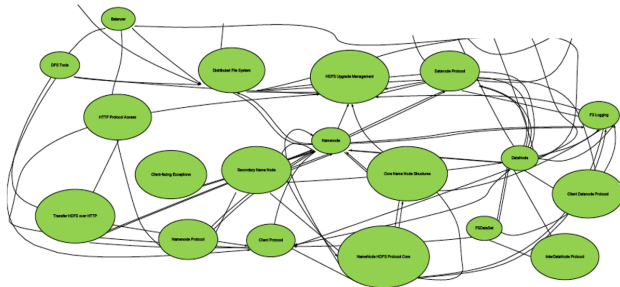 Balancer
DFS Tools
Distributed File System
HDFS Upgrade Management
Datanode Protocol
HTTP Protocol Access
FS Logging
Namenode
DataNode
Client-facing Exceptions
Secondary Name Node
Core Name Node Structures
Client Datanode Protocol
Transfer HDFS over HTTP
Namenode Protocol
Client Protocol
FSDataSet
NameNode HDFS Protocol Core
InterDataNode Protocol